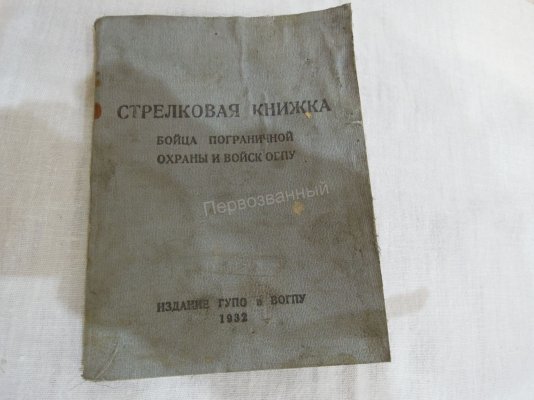 СТРЕЛКОВАЯ КНИЖКА
БОЙЦА ПОГРАНИЧНОЙ
ОХРАНЫ И ВОЙСК ОГПУ
Первозванный
ИЗДАНИЕ ГУПО и ВОГПУ
1932